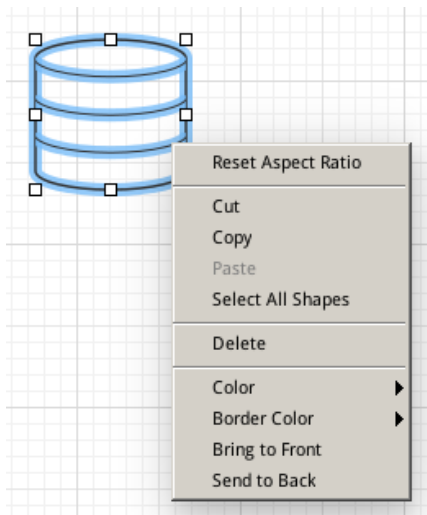 Reset Aspect Ratio
Cut
Copy
Paste
Select All Shapes
Delete
Color
Border Color
Bring to Front
Send to Back